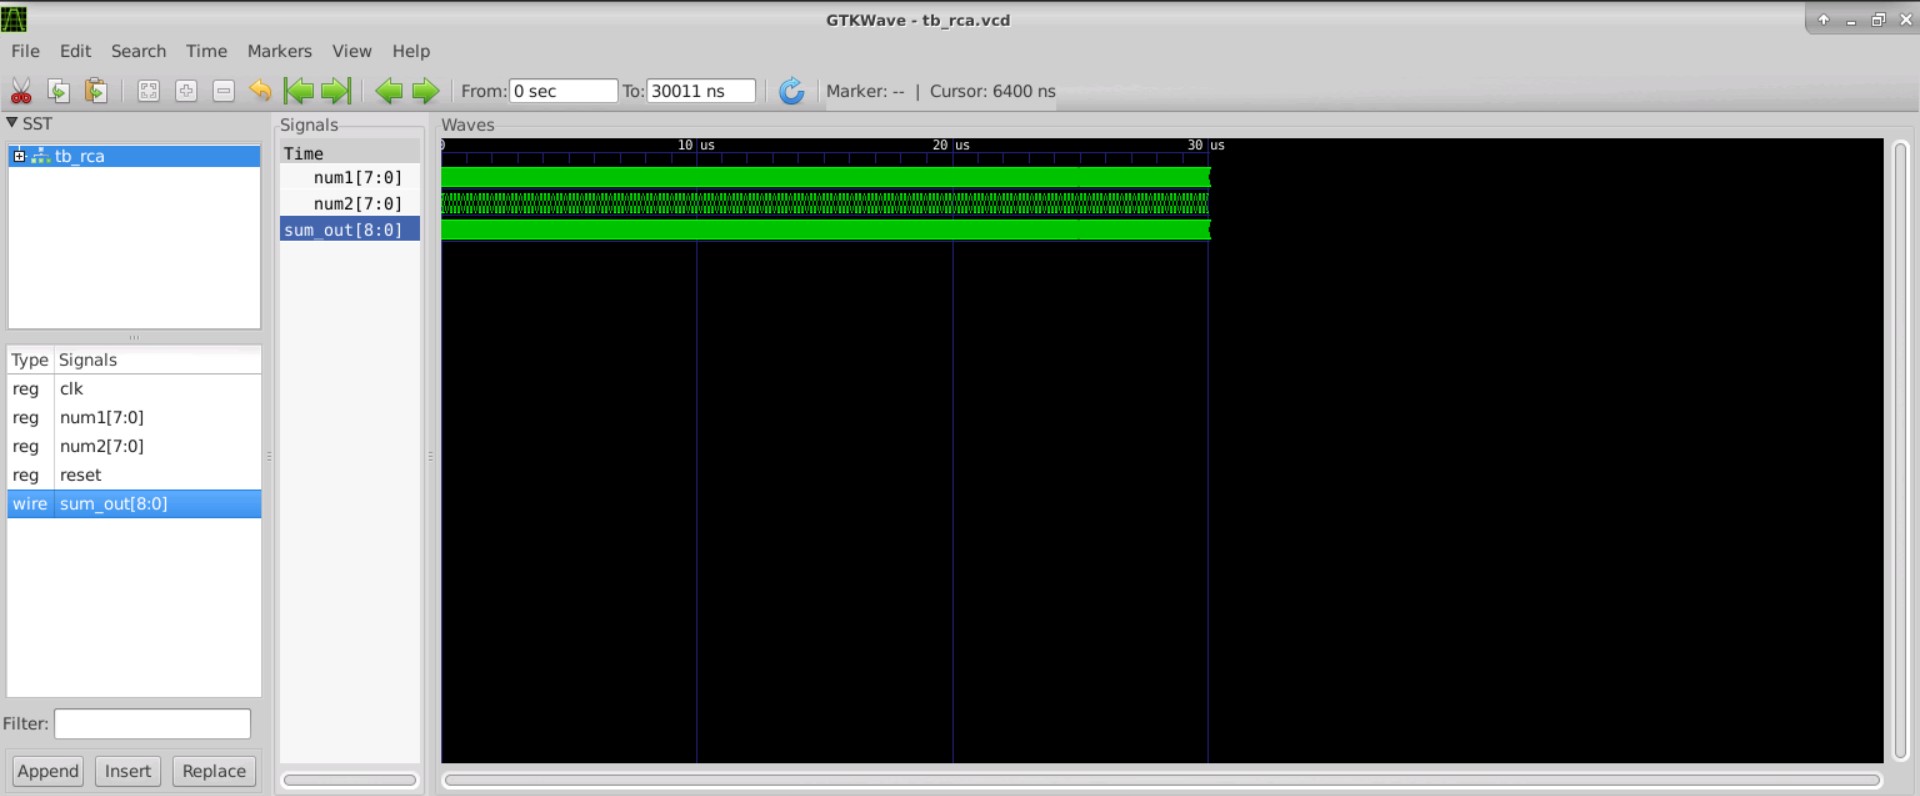 GTKWave - tb_rca.vcd
File Edit Search Time Markers View Help
From: 0 sec To: 30011 ns Marker: -- | Cursor: 6400 ns
SST
tb_rca
Type Signals
reg clk
reg num1[7:0]
reg num2[7:0]
reg reset
wire sum_out[8:0]
Filter:
Append Insert Replace
Signals
Time
num1[7:0]
num2[7:0]
sum_out[8:0]
Waves
0 10 us 20 us 30 us